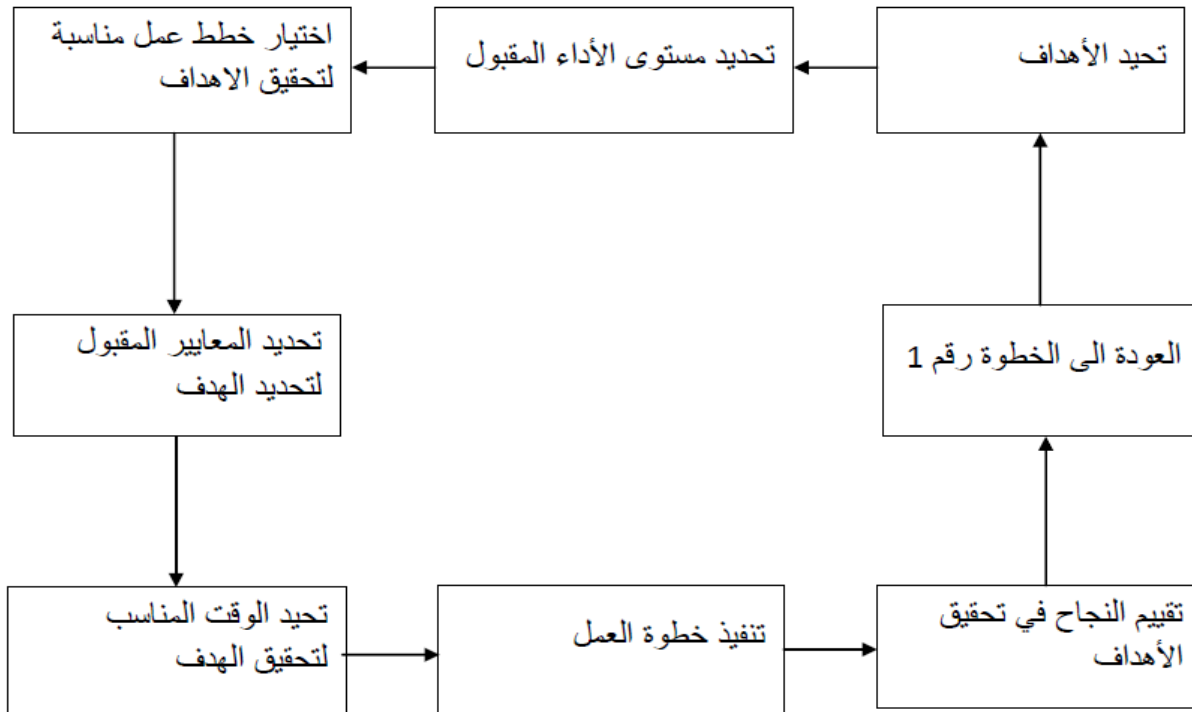 تحيد الأهداف
تحديد مستوى الأداء المقبول
اختيار خطط عمل مناسبة
لتحقيق الاهداف
تحديد المعايير المقبول
لتحديد الهدف
تحيد الوقت المناسب
لتحقيق الهدف
تنفيذ خطوة العمل
تقييم النجاح في تحقيق
الأهداف
العودة الى الخطوة رقم 1